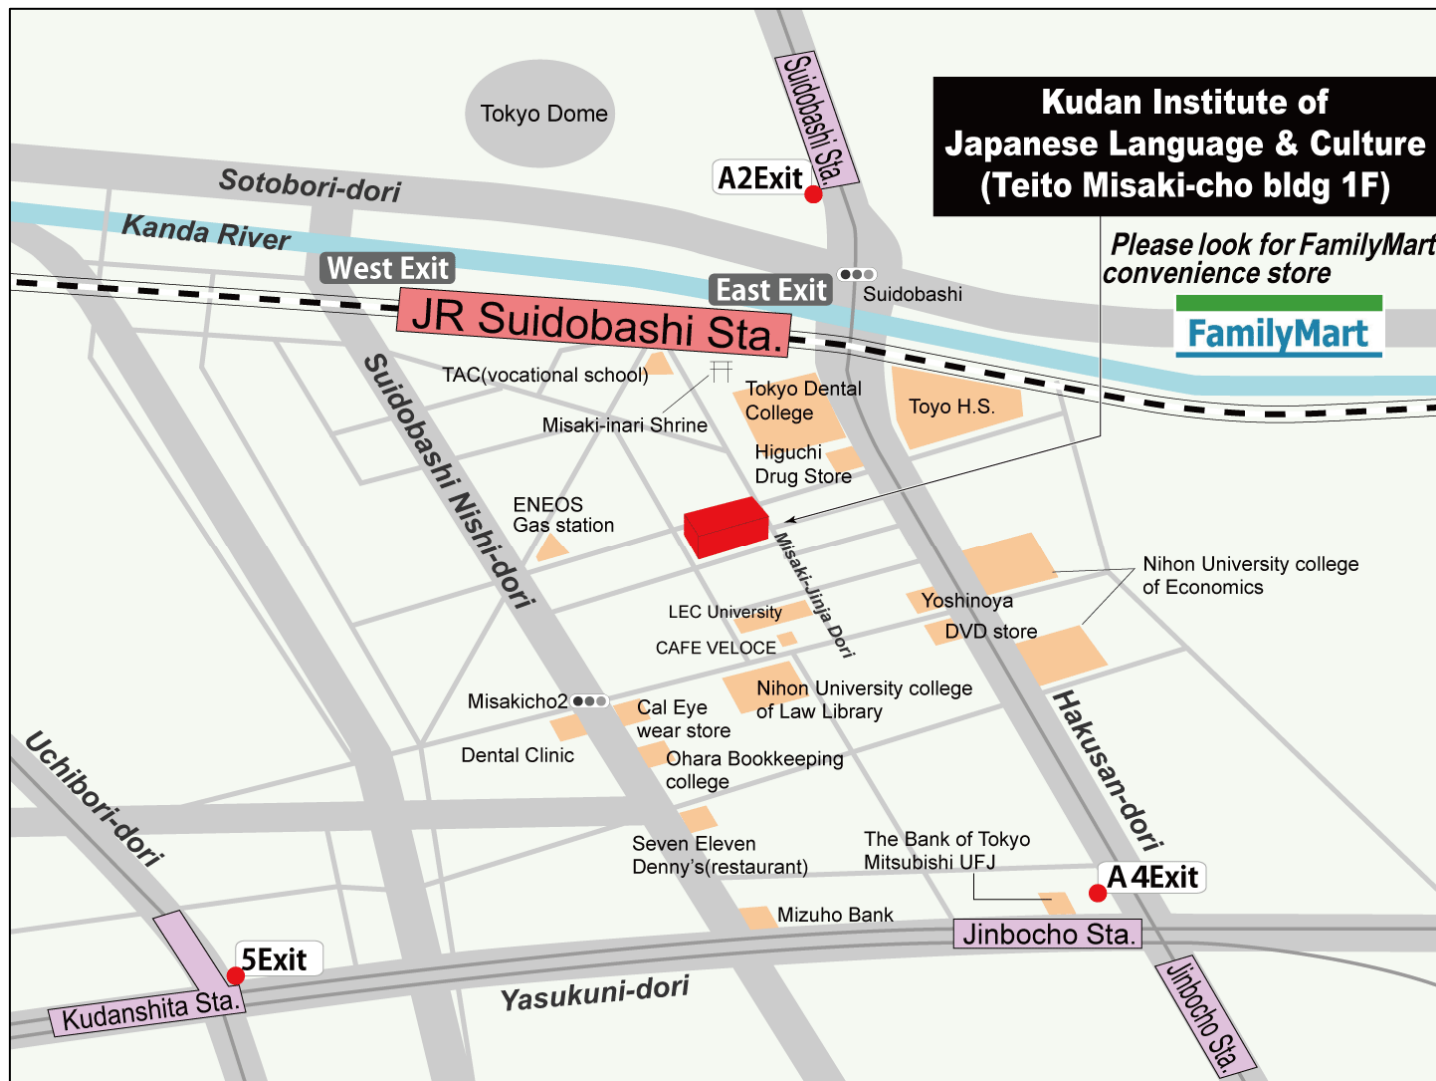 Suidobashi Sta.
Tokyo Dome
Kudan Institute of
Japanese Language & Culture
(Teito Misaki-cho bldg 1F)
A2Exit
Sotobori-dori
Kanda River
Please look for FamilyMart
convenience store
West Exit
East Exit
Suidobashi
JR Suidobashi Sta.
FamilyMart
TAC(vocational school)
Tokyo Dental
College
Toyo H.S.
Misaki-inari Shrine
Suidobashi Nishi-dori
Higuchi
Drug Store
ENEOS
Gas station
Misaki-Jinja Dori
Nihon University college
of Economics
Yoshinoya
LEC University
DVD store
CAFE VELOCE
Nihon University college
of Law Library
Misakicho2
Cal Eye
wear store
Dental Clinic
Ohara Bookkeeping
college
Hakusan-dori
Uchibori-dori
Seven Eleven
Denny's(restaurant)
The Bank of Tokyo
Mitsubishi UFJ
A4Exit
Mizuho Bank
Jinbocho Sta.
5Exit
Kudanshita Sta.
Yasukuni-dori
Jinbocho Sta.